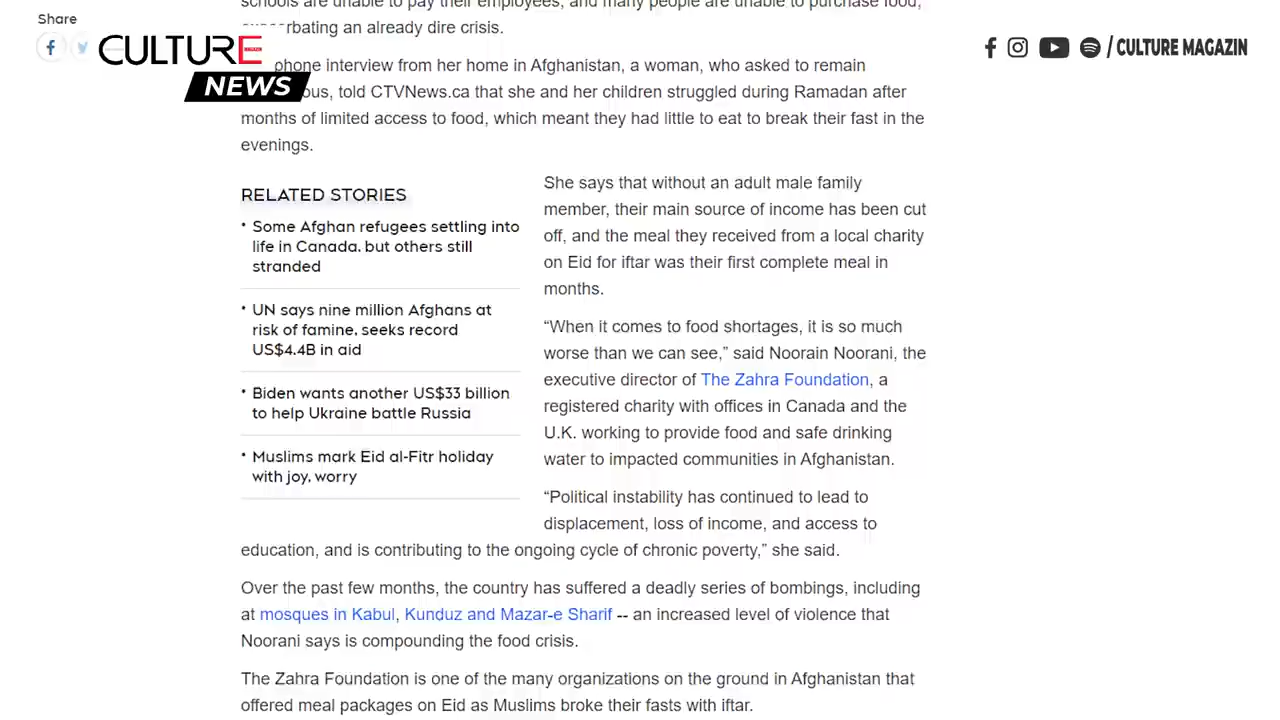 schools are unable to pay their employees, and many people are unable to purchase food,
Share
rbating an already dire crisis.
CULTURE
NEWS
/ CULTURE MAGAZIN
phone interview from her home in Afghanistan, a woman, who asked to remain
ous, told CTVNews.ca that she and her children struggled during Ramadan after
months of limited access to food, which meant they had little to eat to break their fast in the
evenings.
RELATED STORIES
• Some Afghan refugees settling into
life in Canada, but others still
stranded
• UN says nine million Afghans at
risk of famine, seeks record
US$4.4B in aid
• Biden wants another US$33 billion
to help Ukraine battle Russia
• Muslims mark Eid al-Fitr holiday
with joy, worry
She says that without an adult male family
member, their main source of income has been cut
off, and the meal they received from a local charity
on Eid for iftar was their first complete meal in
months.
“When it comes to food shortages, it is so much
worse than we can see,” said Noorain Noorani, the
executive director of The Zahra Foundation, a
registered charity with offices in Canada and the
U.K. working to provide food and safe drinking
water to impacted communities in Afghanistan.
“Political instability has continued to lead to
displacement, loss of income, and access to
education, and is contributing to the ongoing cycle of chronic poverty,” she said.
Over the past few months, the country has suffered a deadly series of bombings, including
at mosques in Kabul, Kunduz and Mazar-e Sharif -- an increased level of violence that
Noorani says is compounding the food crisis.
The Zahra Foundation is one of the many organizations on the ground in Afghanistan that
offered meal packages on Eid as Muslims broke their fasts with iftar.